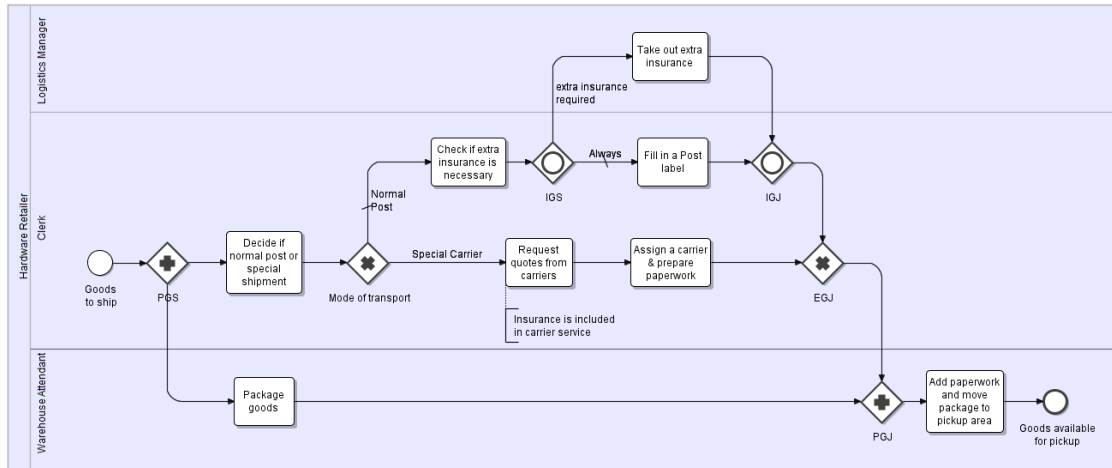 Hardware Retailer
Logistics Manager
Take out extra
insurance
extra insurance
required
Clerk
Check if extra
insurance is
necessary
IGS
Always
Fill in a Post
label
IGJ
Normal
Post
Goods
to ship
PGS
Decide if
normal post or
special
shipment
Mode of transport
Special Carrier
Request
quotes from
carriers
Insurance is included
in carrier service
Assign a carrier
& prepare
paperwork
EGJ
Warehouse Attendant
Package
goods
PGJ
Add paperwork
and move
package to
pickup area
Goods available
for pickup